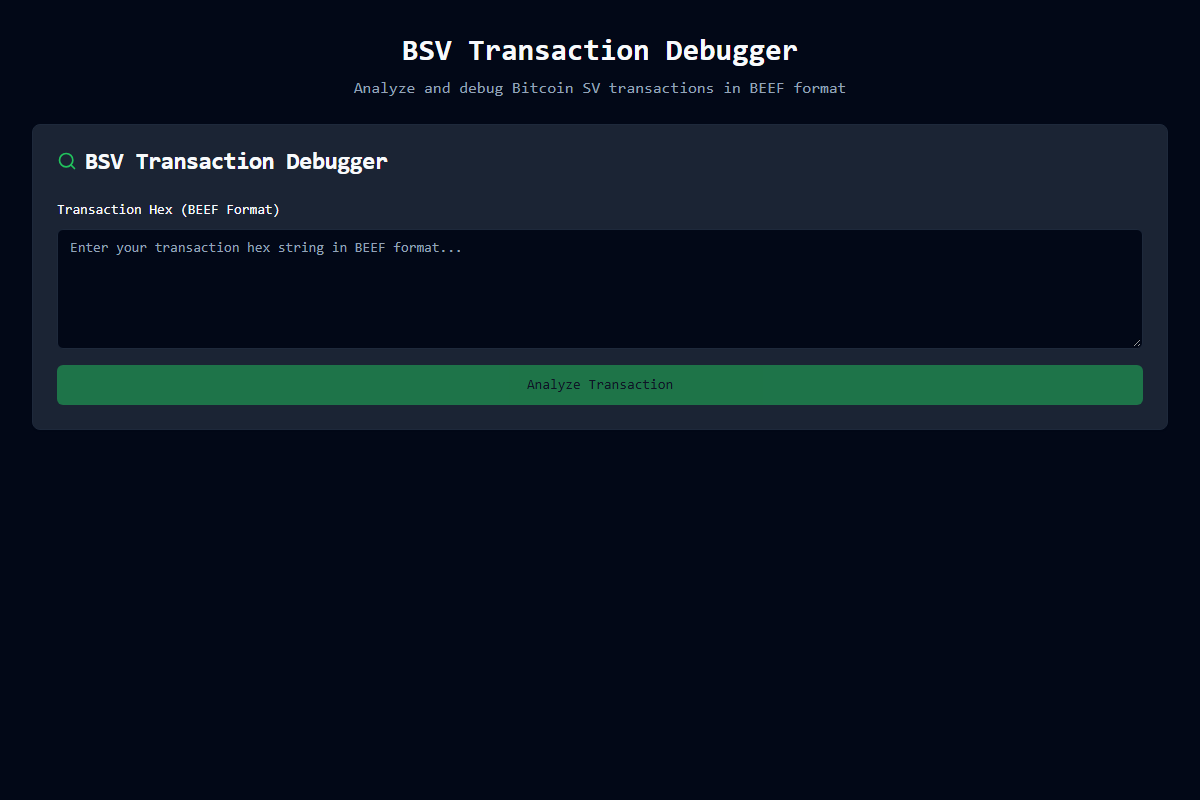 BSV Transaction Debugger
Analyze and debug Bitcoin SV transactions in BEEF format
BSV Transaction Debugger
Transaction Hex (BEEF Format)
Enter your transaction hex string in BEEF format...
Analyze Transaction